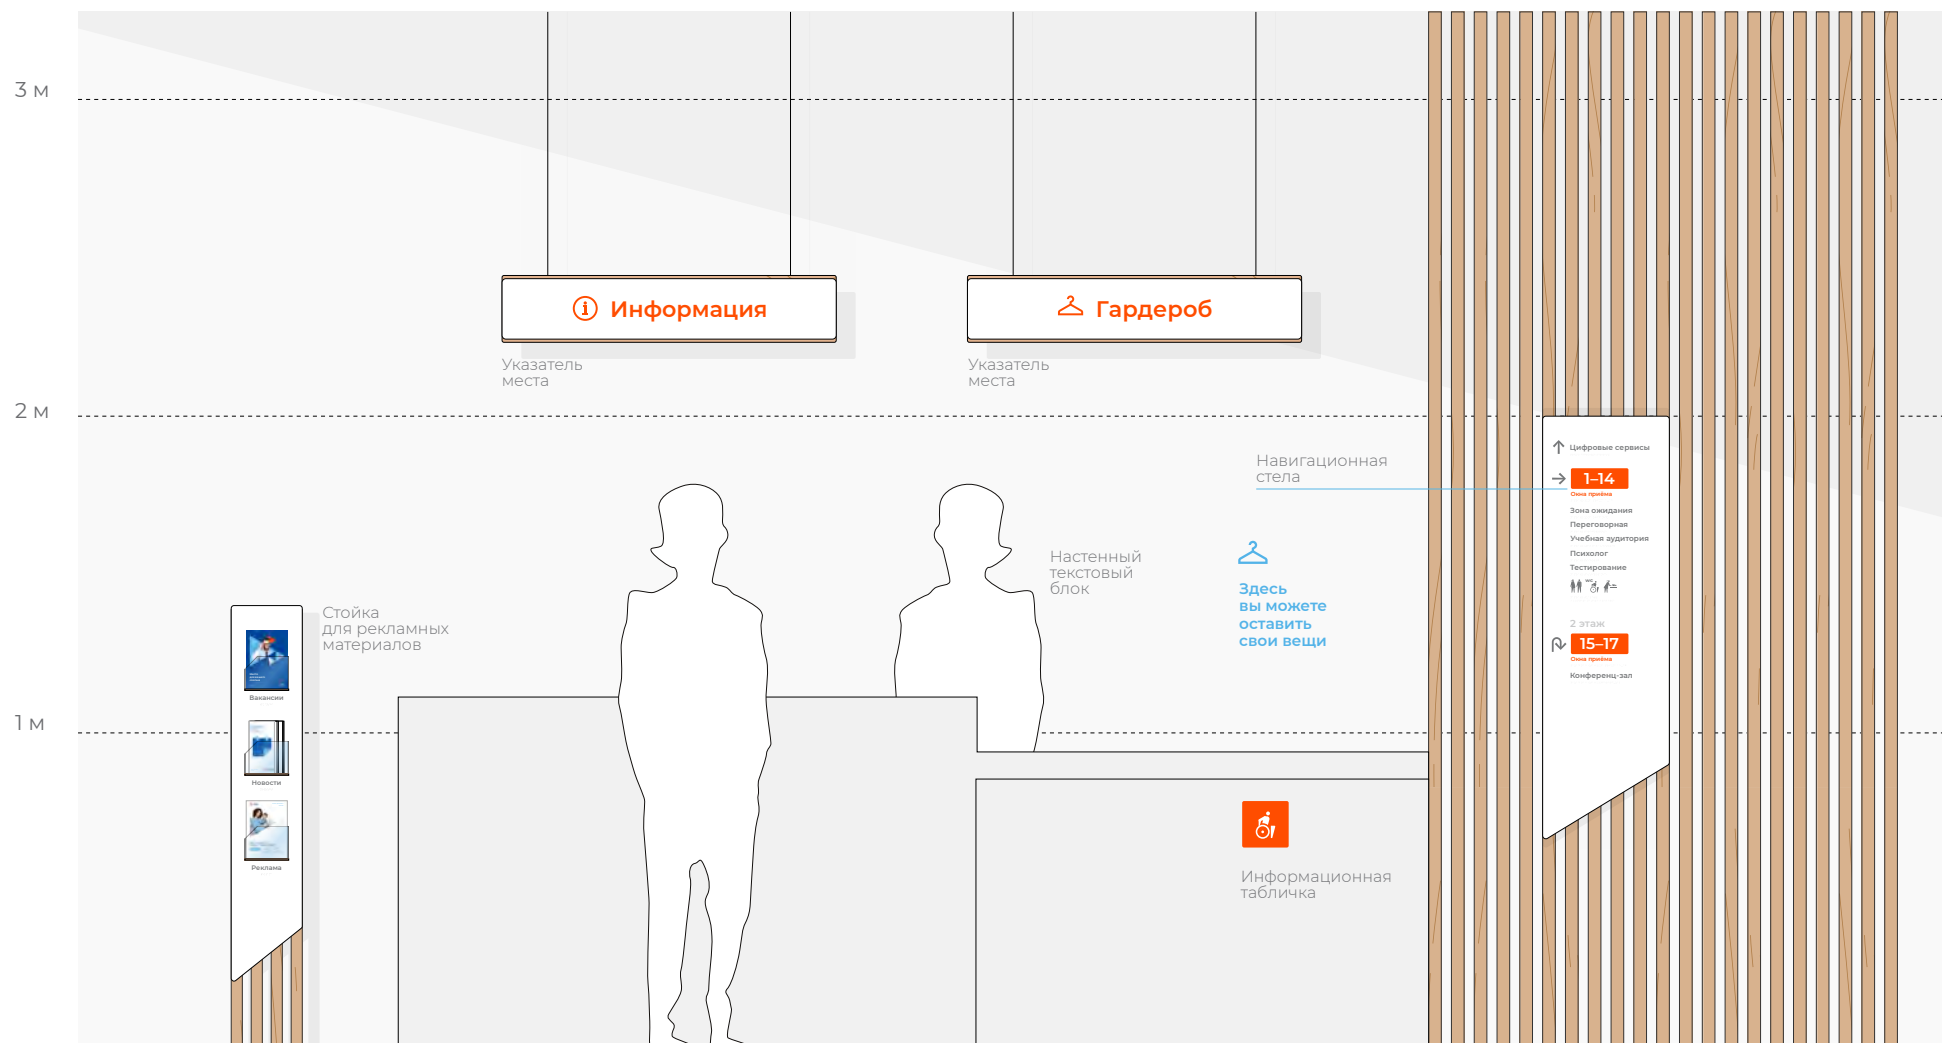 3 м
Информация
Гардероб
Указатель
места
Указатель
места
2 м
Цифровые сервисы
Навигационная
стела
1–14
Окна приёма
Зона ожидания
Переговорная
Учебная аудитория
Психолог
Тестирование
WC
Настенный
текстовый
блок
Здесь
вы можете
оставить
свои вещи
Стойка
для рекламных
материалов
2 этаж
15–17
Окна приёма
Конференц-зал
Вакансии
1 м
Новости
Реклама
Информационная
табличка